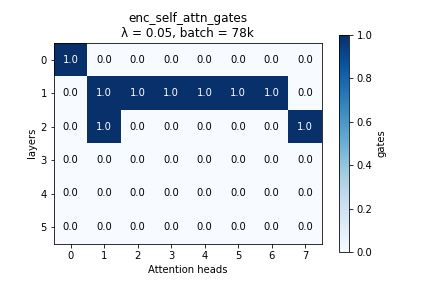 enc_self_attn_gates
λ = 0.05, batch = 78k
0 1.0 0.0 0.0 0.0 0.0 0.0 0.0 0.0
1 0.0 1.0 1.0 1.0 1.0 1.0 1.0 0.0
2 0.0 1.0 0.0 0.0 0.0 0.0 0.0 1.0
3 0.0 0.0 0.0 0.0 0.0 0.0 0.0 0.0
4 0.0 0.0 0.0 0.0 0.0 0.0 0.0 0.0
5 0.0 0.0 0.0 0.0 0.0 0.0 0.0 0.0
0 1 2 3 4 5 6 7
Attention heads
layers
1.0
0.8
0.6
0.4
0.2
0.0
gates